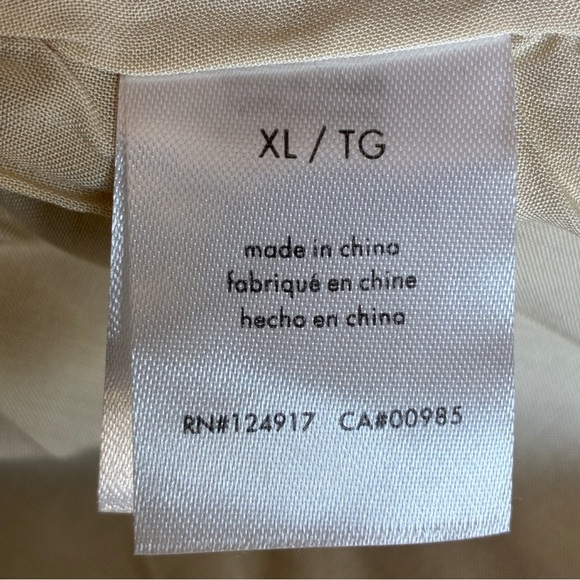 XL / TG
made in china
fabriqué en chine
hecho en china
RN#124917 CA#00985